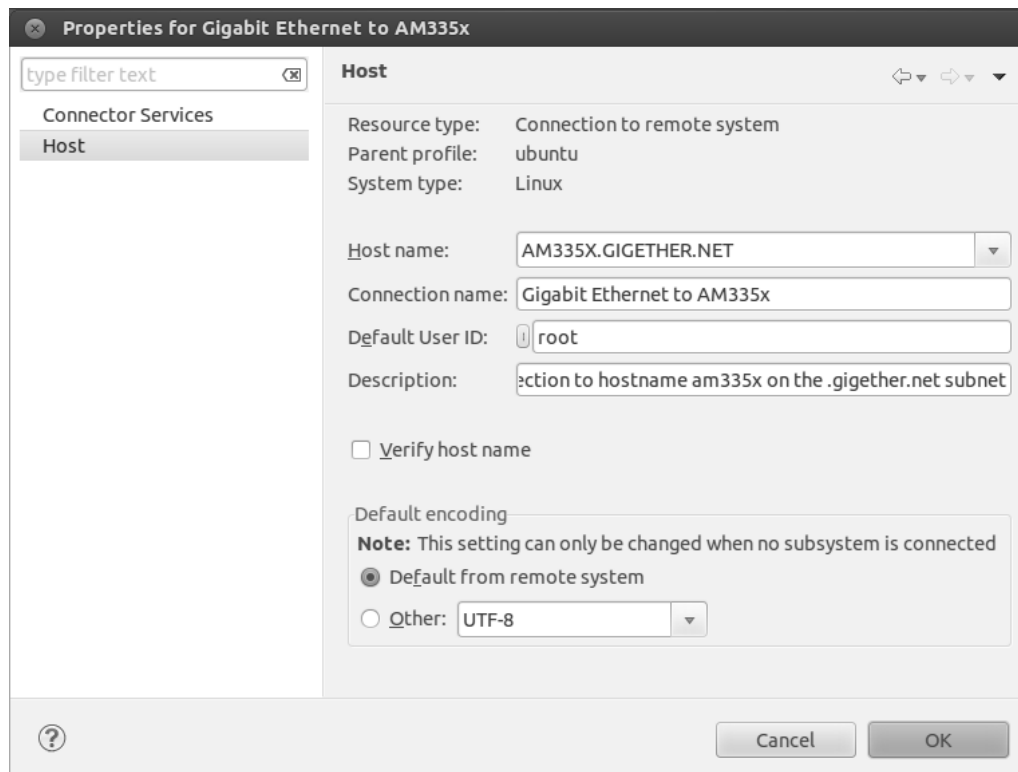 Properties for Gigabit Ethernet to AM335x
type filter text
Connector Services
Host
Host
Resource type: Connection to remote system
Parent profile: ubuntu
System type: Linux
Host name: AM335X.GIGETHER.NET
Connection name: Gigabit Ethernet to AM335x
Default User ID: root
Description: ection to hostname am335x on the .gigether.net subnet
Verify host name
Default encoding
Note: This setting can only be changed when no subsystem is connected
Default from remote system
Other: UTF-8
Cancel OK